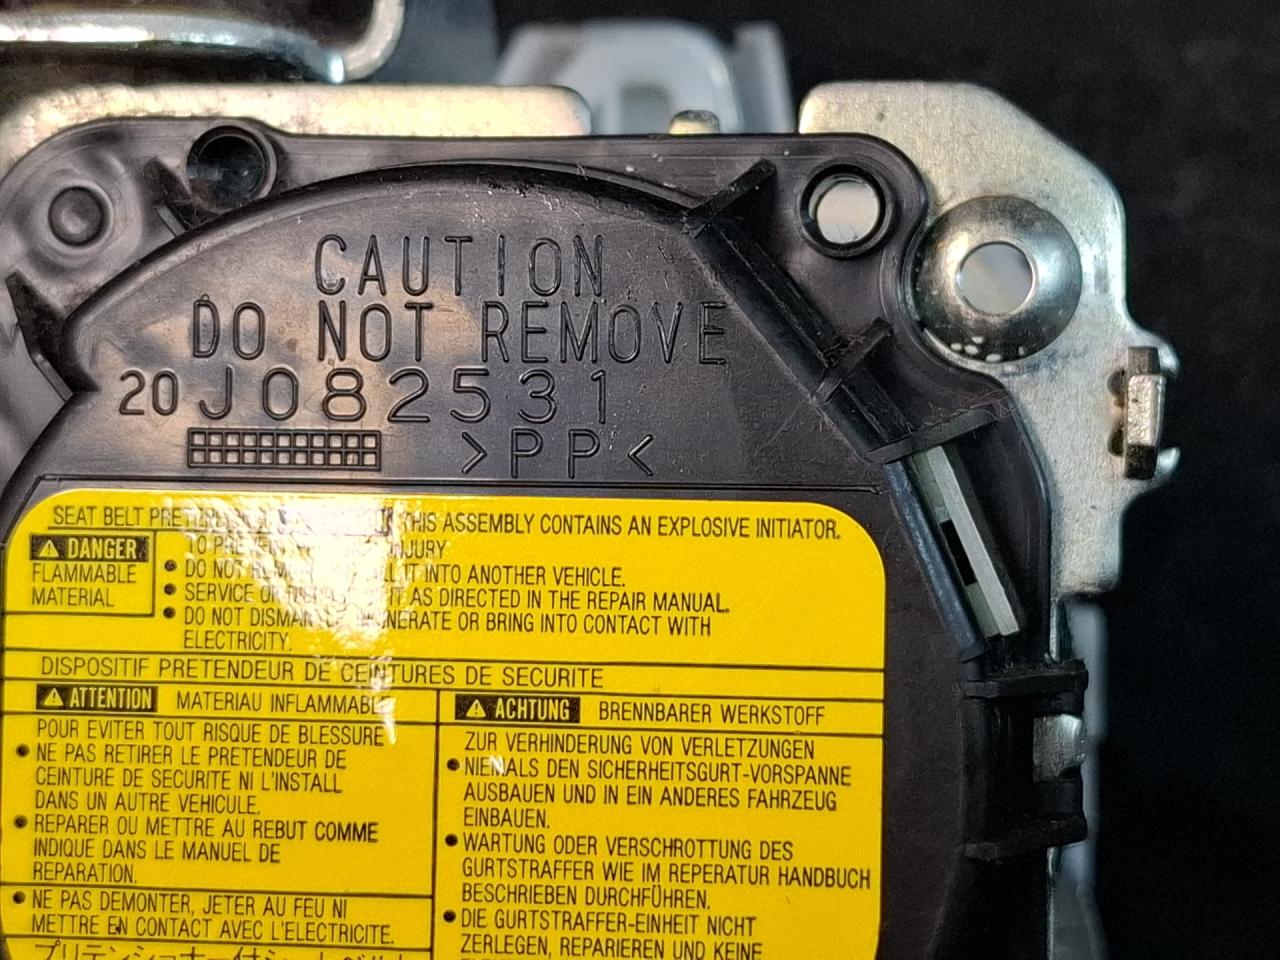 CAUTION
DO NOT REMOVE
20 J082531
>PP<
SEAT BELT THIS ASSEMBLY CONTAINS AN EXPLOSIVE INITIATOR.
DANGER
FLAMMABLE
MATERIAL
TO INJURY
• DO NOT IT INTO ANOTHER VEHICLE.
• SERVICE OR IT AS DIRECTED IN THE REPAIR MANUAL.
• DO NOT OR BRING INTO CONTACT WITH
ELECTRICITY.
DISPOSITIF PRETENDEUR DE CEINTURES DE SECURITE
ATTENTION MATERIAU INFLAMMABLE
POUR EVITER TOUT RISQUE DE BLESSURE
• NE PAS RETIRER LE PRETENDEUR DE
CEINTURE DE SECURITE NI L'INSTALL
DANS UN AUTRE VEHICULE.
• REPARER OU METTRE AU REBUT COMME
INDIQUE DANS LE MANUEL DE
REPARATION.
• NE PAS DEMONTER, JETER AU FEU NI
METTRE EN CONTACT AVEC L'ELECTRICITE.
ACHTUNG BRENNBARER WERKSTOFF
ZUR VERHINDERUNG VON VERLETZUNGEN
• NIEMALS DEN SICHERHEITSGURT-VORSPANNE
AUSBAUEN UND IN EIN ANDERES FAHRZEUG
EINBAUEN.
• WARTUNG ODER VERSCHROTTUNG DES
GURTSTRAFFER WIE IM REPERATUR HANDBUCH
BESCHRIEBEN DURCHFÜHREN.
• DIE GURTSTRAFFER-EINHEIT NICHT
ZERLEGEN, REPARIEREN UND KEINE